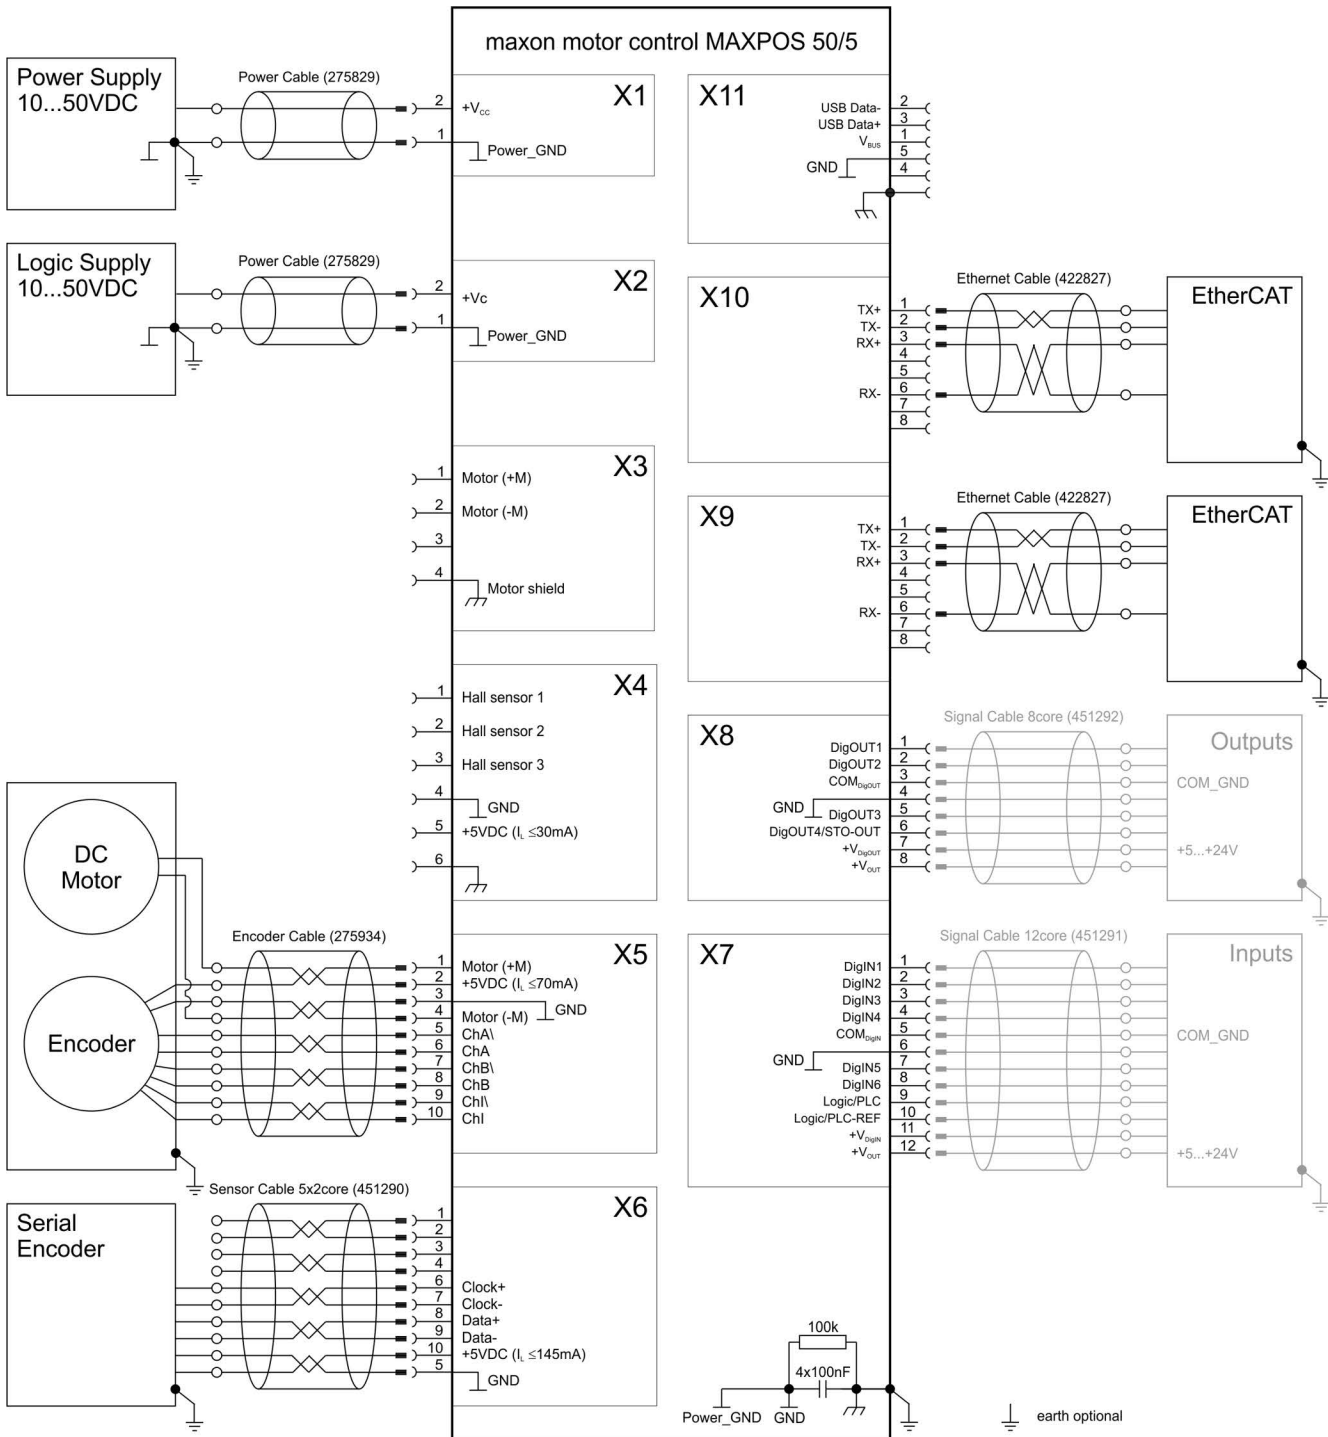 maxon motor control MAXPOS 50/5
Power Supply
10...50VDC
Power Cable (275829)
X1
2 +Vcc
1 Power_GND
Logic Supply
10...50VDC
Power Cable (275829)
X2
2 +Vc
1 Power_GND
X3
1 Motor (+M)
2 Motor (-M)
3
4 Motor shield
X4
1 Hall sensor 1
2 Hall sensor 2
3 Hall sensor 3
4 GND
5 +5VDC (IL ≤30mA)
6
DC
Motor
Encoder
Encoder Cable (275934)
X5
1 Motor (+M)
2 +5VDC (IL ≤70mA)
3 GND
4 Motor (-M)
5 ChA\
6 ChA
7 ChB\
8 ChB
9 ChI\
10 ChI
Serial
Encoder
Sensor Cable 5x2core (451290)
X6
1
2
3
4
6 Clock+
7 Clock-
8 Data+
9 Data-
10 +5VDC (IL ≤145mA)
5 GND
X11
USB Data- 2
USB Data+ 3
VBUS 1
GND 5
4
X10
Ethernet Cable (422827)
EtherCAT
TX+ 1
TX- 2
RX+ 3
4
5
RX- 6
7
8
X9
Ethernet Cable (422827)
EtherCAT
TX+ 1
TX- 2
RX+ 3
4
5
RX- 6
7
8
X8
Signal Cable 8core (451292)
Outputs
DigOUT1 1
DigOUT2 2
COMDigOUT 3 COM_GND
GND 4
DigOUT3 5
DigOUT4/STO-OUT 6
+VDigOUT 7 +5...+24V
+VOUT 8
X7
Signal Cable 12core (451291)
Inputs
DigIN1 1
DigIN2 2
DigIN3 3
DigIN4 4
COMDigIN 5 COM_GND
GND 6
DigIN5 7
DigIN6 8
Logic/PLC 9
Logic/PLC-REF 10
+VDigIN 11
+VOUT 12 +5...+24V
100k
4x100nF
Power_GND GND
earth optional